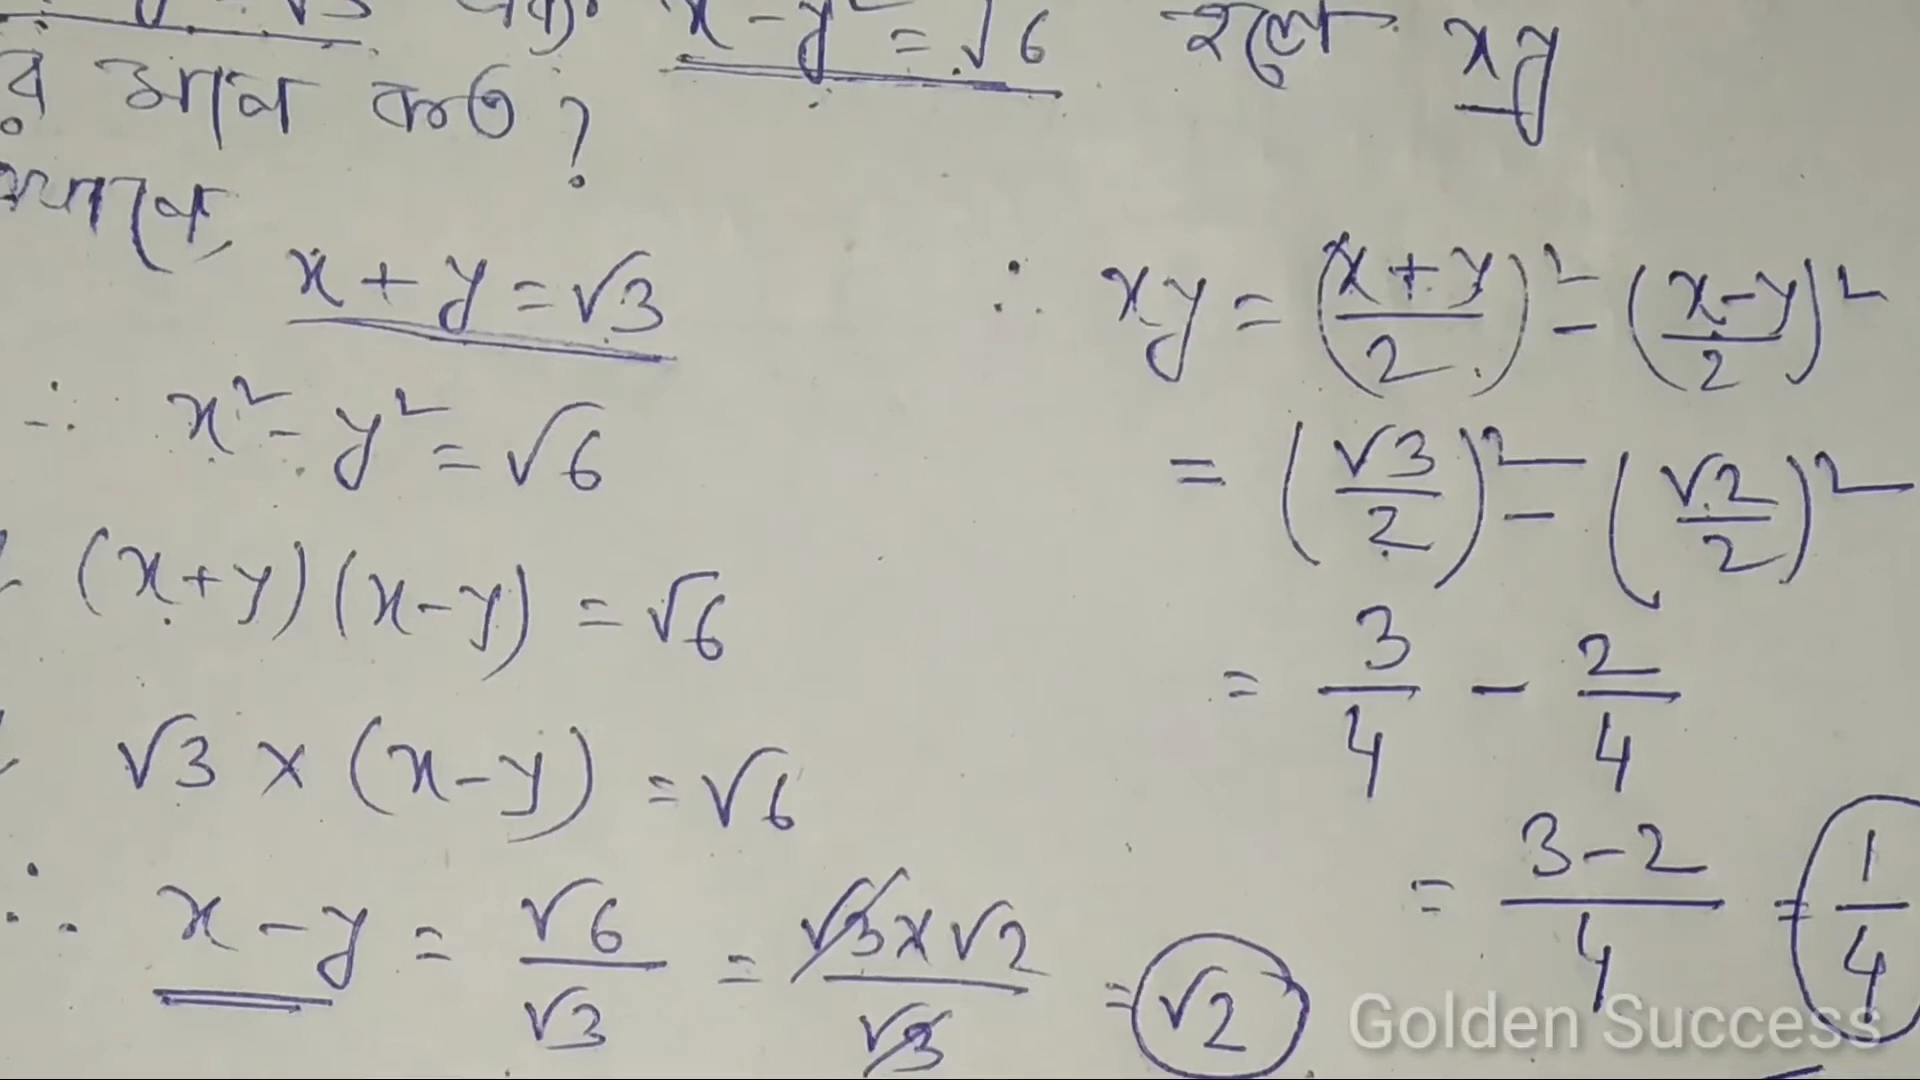 x² - y² = √6 হলে xy
র মান কত?
x + y = √3
∴ x² - y² = √6
(x+y) (x-y) = √6
√3 × (x-y) = √6
∴ x - y = √6/√3 = √3×√2/√3 = √2
∴ xy = (x+y/2)² - (x-y/2)²
= (√3/2)² - (√2/2)²
= 3/4 - 2/4
= 3-2/4 = 1/4
Golden Success